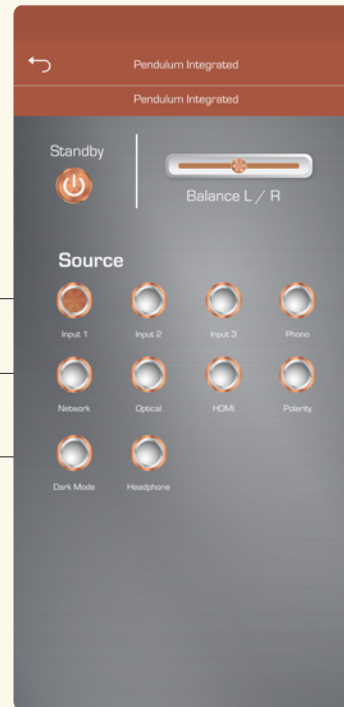 Pendulum Integrated
Pendulum Integrated
Standby
Balance L / R
Source
Input 1 Input 2 Input 3 Phono
Network Optical HDMI Polarity
Dark Mode Headphone